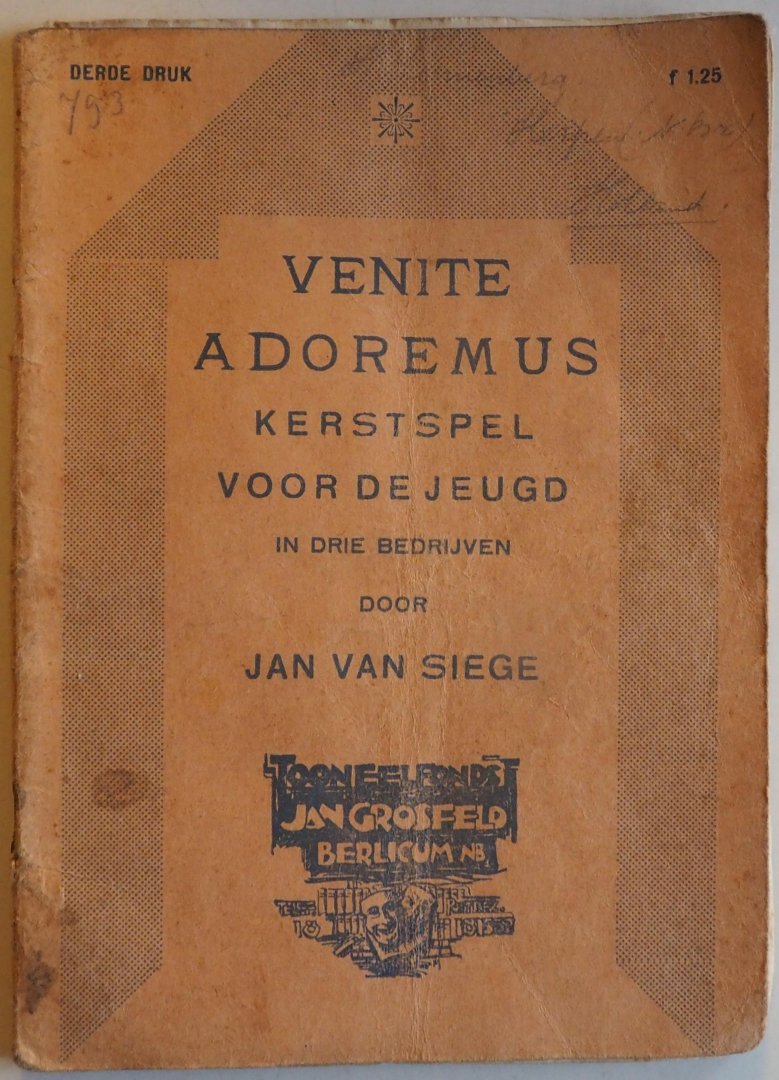 DERDE DRUK
f 1.25
793
VENITE
ADOREMUS
KERSTSPEL
VOOR DE JEUGD
IN DRIE BEDRIJVEN
DOOR
JAN VAN SIEGE
TOONEELFONDS
JAN GROSFELD
BERLICUM NB.